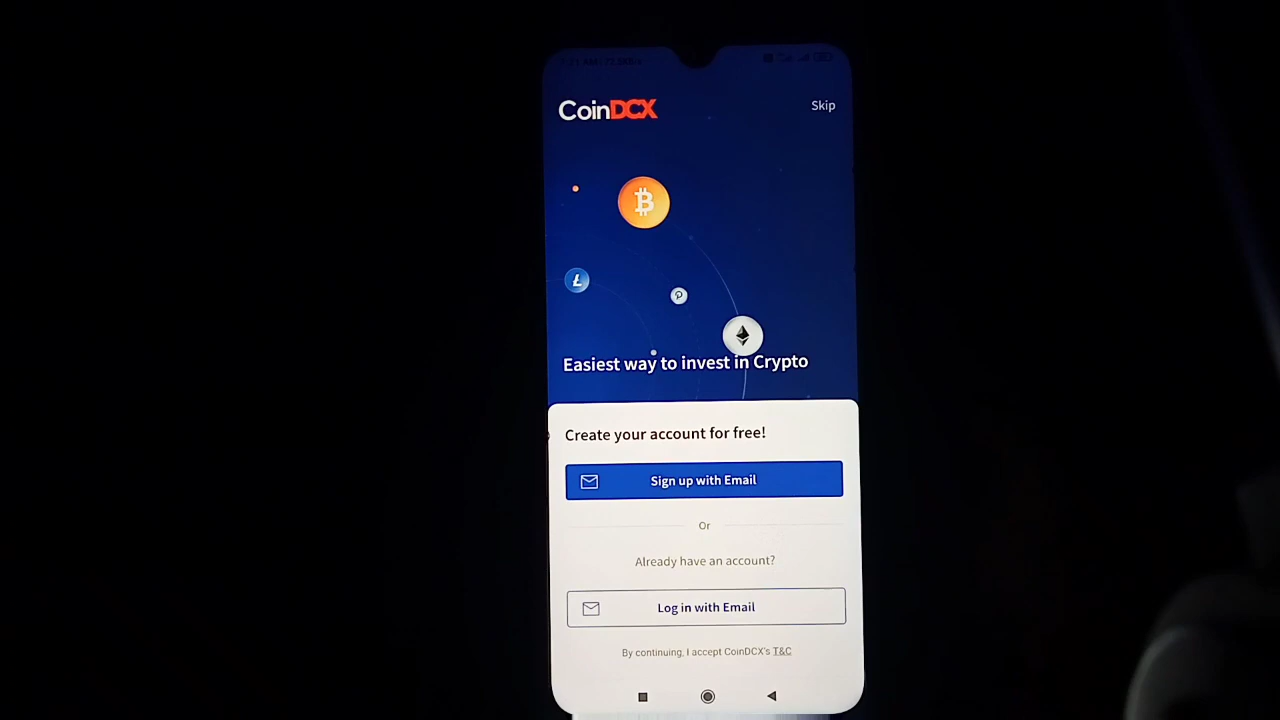 CoinDCX
Skip
Easiest way to invest in Crypto
Create your account for free!
Sign up with Email
Or
Already have an account?
Log in with Email
By continuing, I accept CoinDCX's T&C